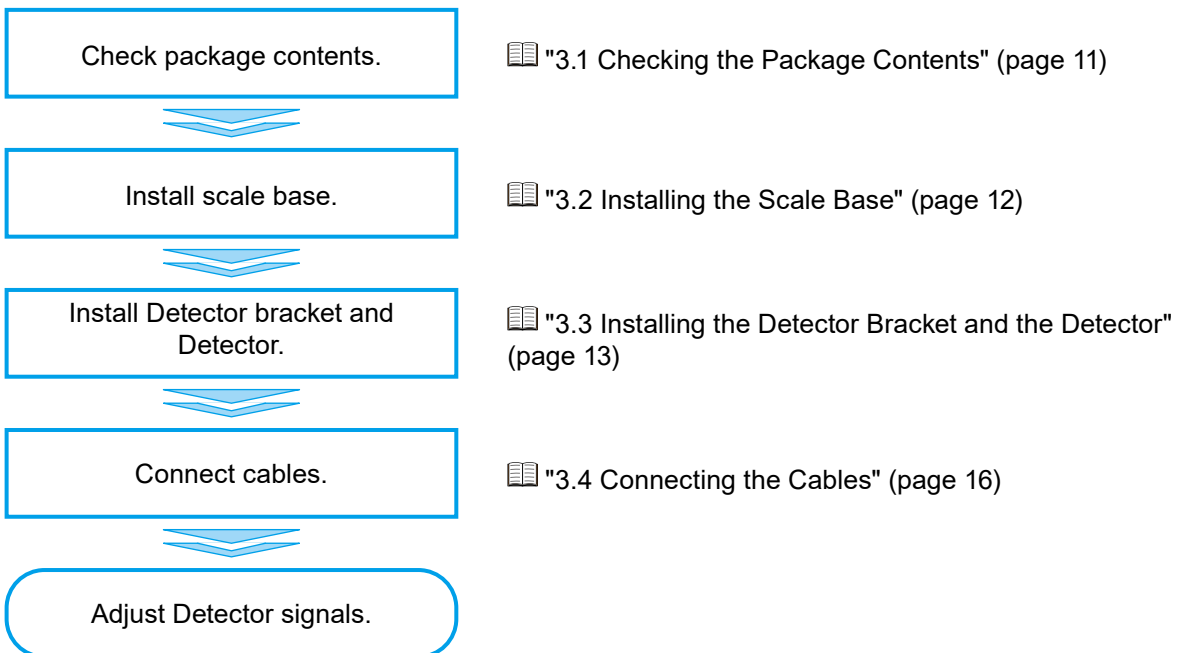 Check package contents.
"3.1 Checking the Package Contents" (page 11)
Install scale base.
"3.2 Installing the Scale Base" (page 12)
Install Detector bracket and
Detector.
"3.3 Installing the Detector Bracket and the Detector"
(page 13)
Connect cables.
"3.4 Connecting the Cables" (page 16)
Adjust Detector signals.